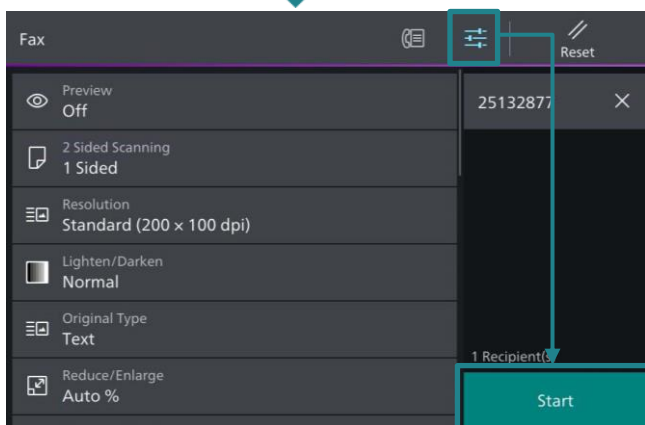 Fax
Reset
Preview
Off
25132877
2 Sided Scanning
1 Sided
Resolution
Standard (200 × 100 dpi)
Lighten/Darken
Normal
Original Type
Text
1 Recipient(s)
Reduce/Enlarge
Auto %
Start